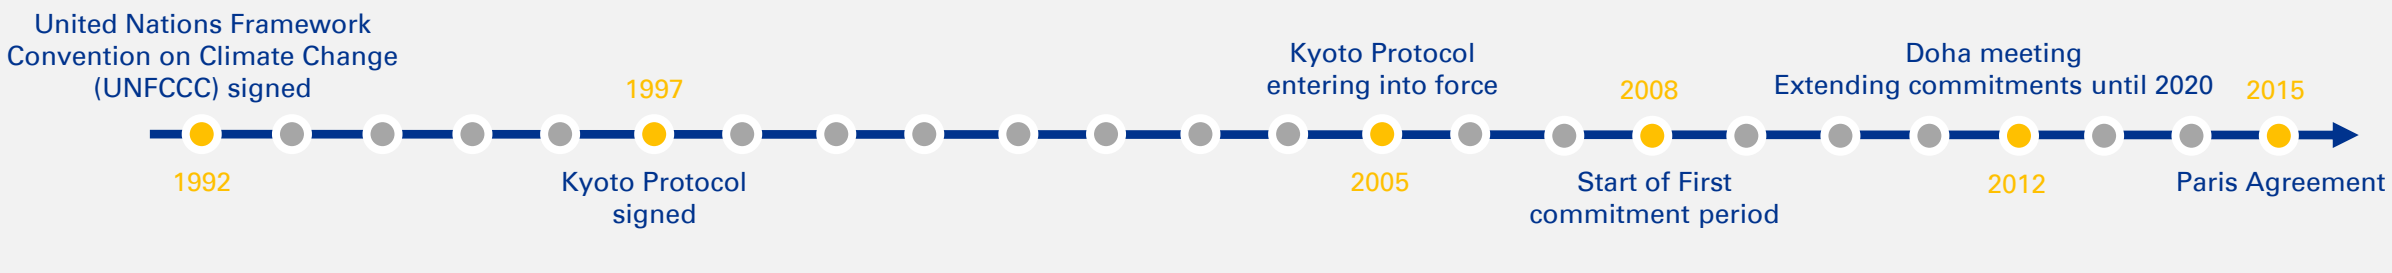 United Nations Framework
Convention on Climate Change
(UNFCCC) signed
1992
1997
Kyoto Protocol
signed
Kyoto Protocol
entering into force
2005
2008
Start of First
commitment period
Doha meeting
Extending commitments until 2020
2012
2015
Paris Agreement